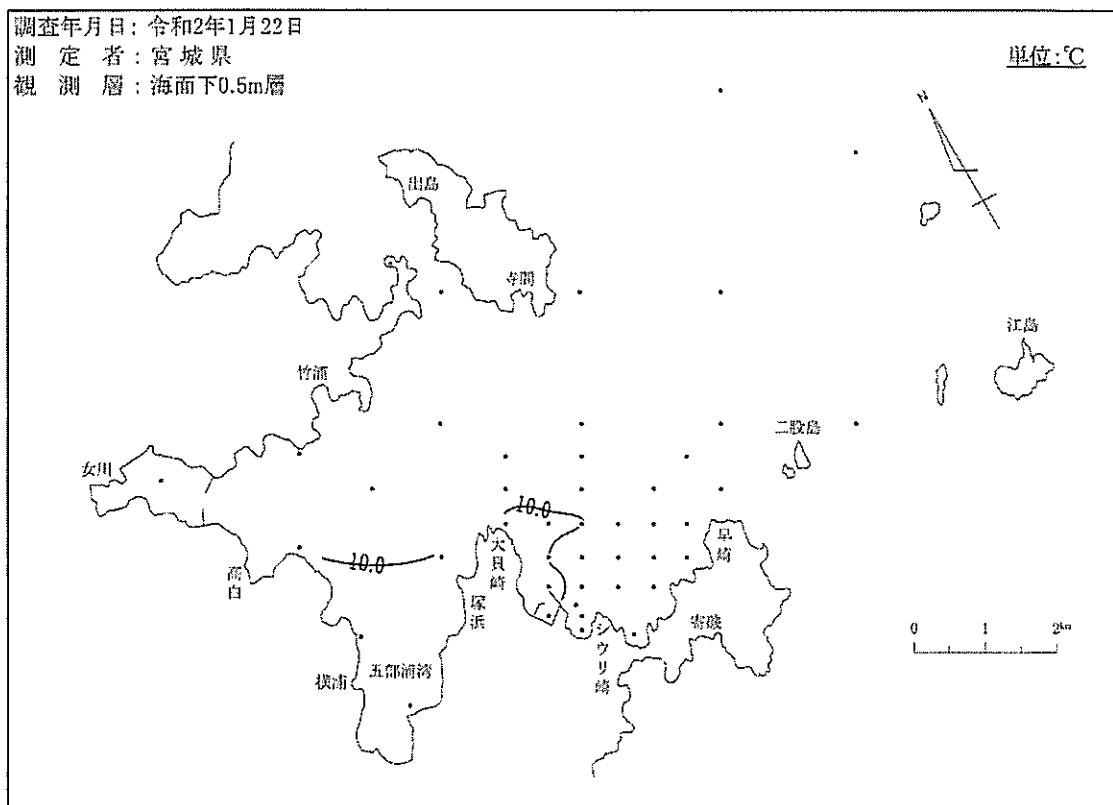 調査年月日：令和2年1月22日
測定者：宮城県
観測層：海面下0.5m層
単位：℃
N
出島
寺間
江島
竹浦
二股島
女川
10.0
早崎
大貝崎
10.0
高白
塚浜
寄磯
シウリ崎
0 1 2km
五部浦湾
横浦